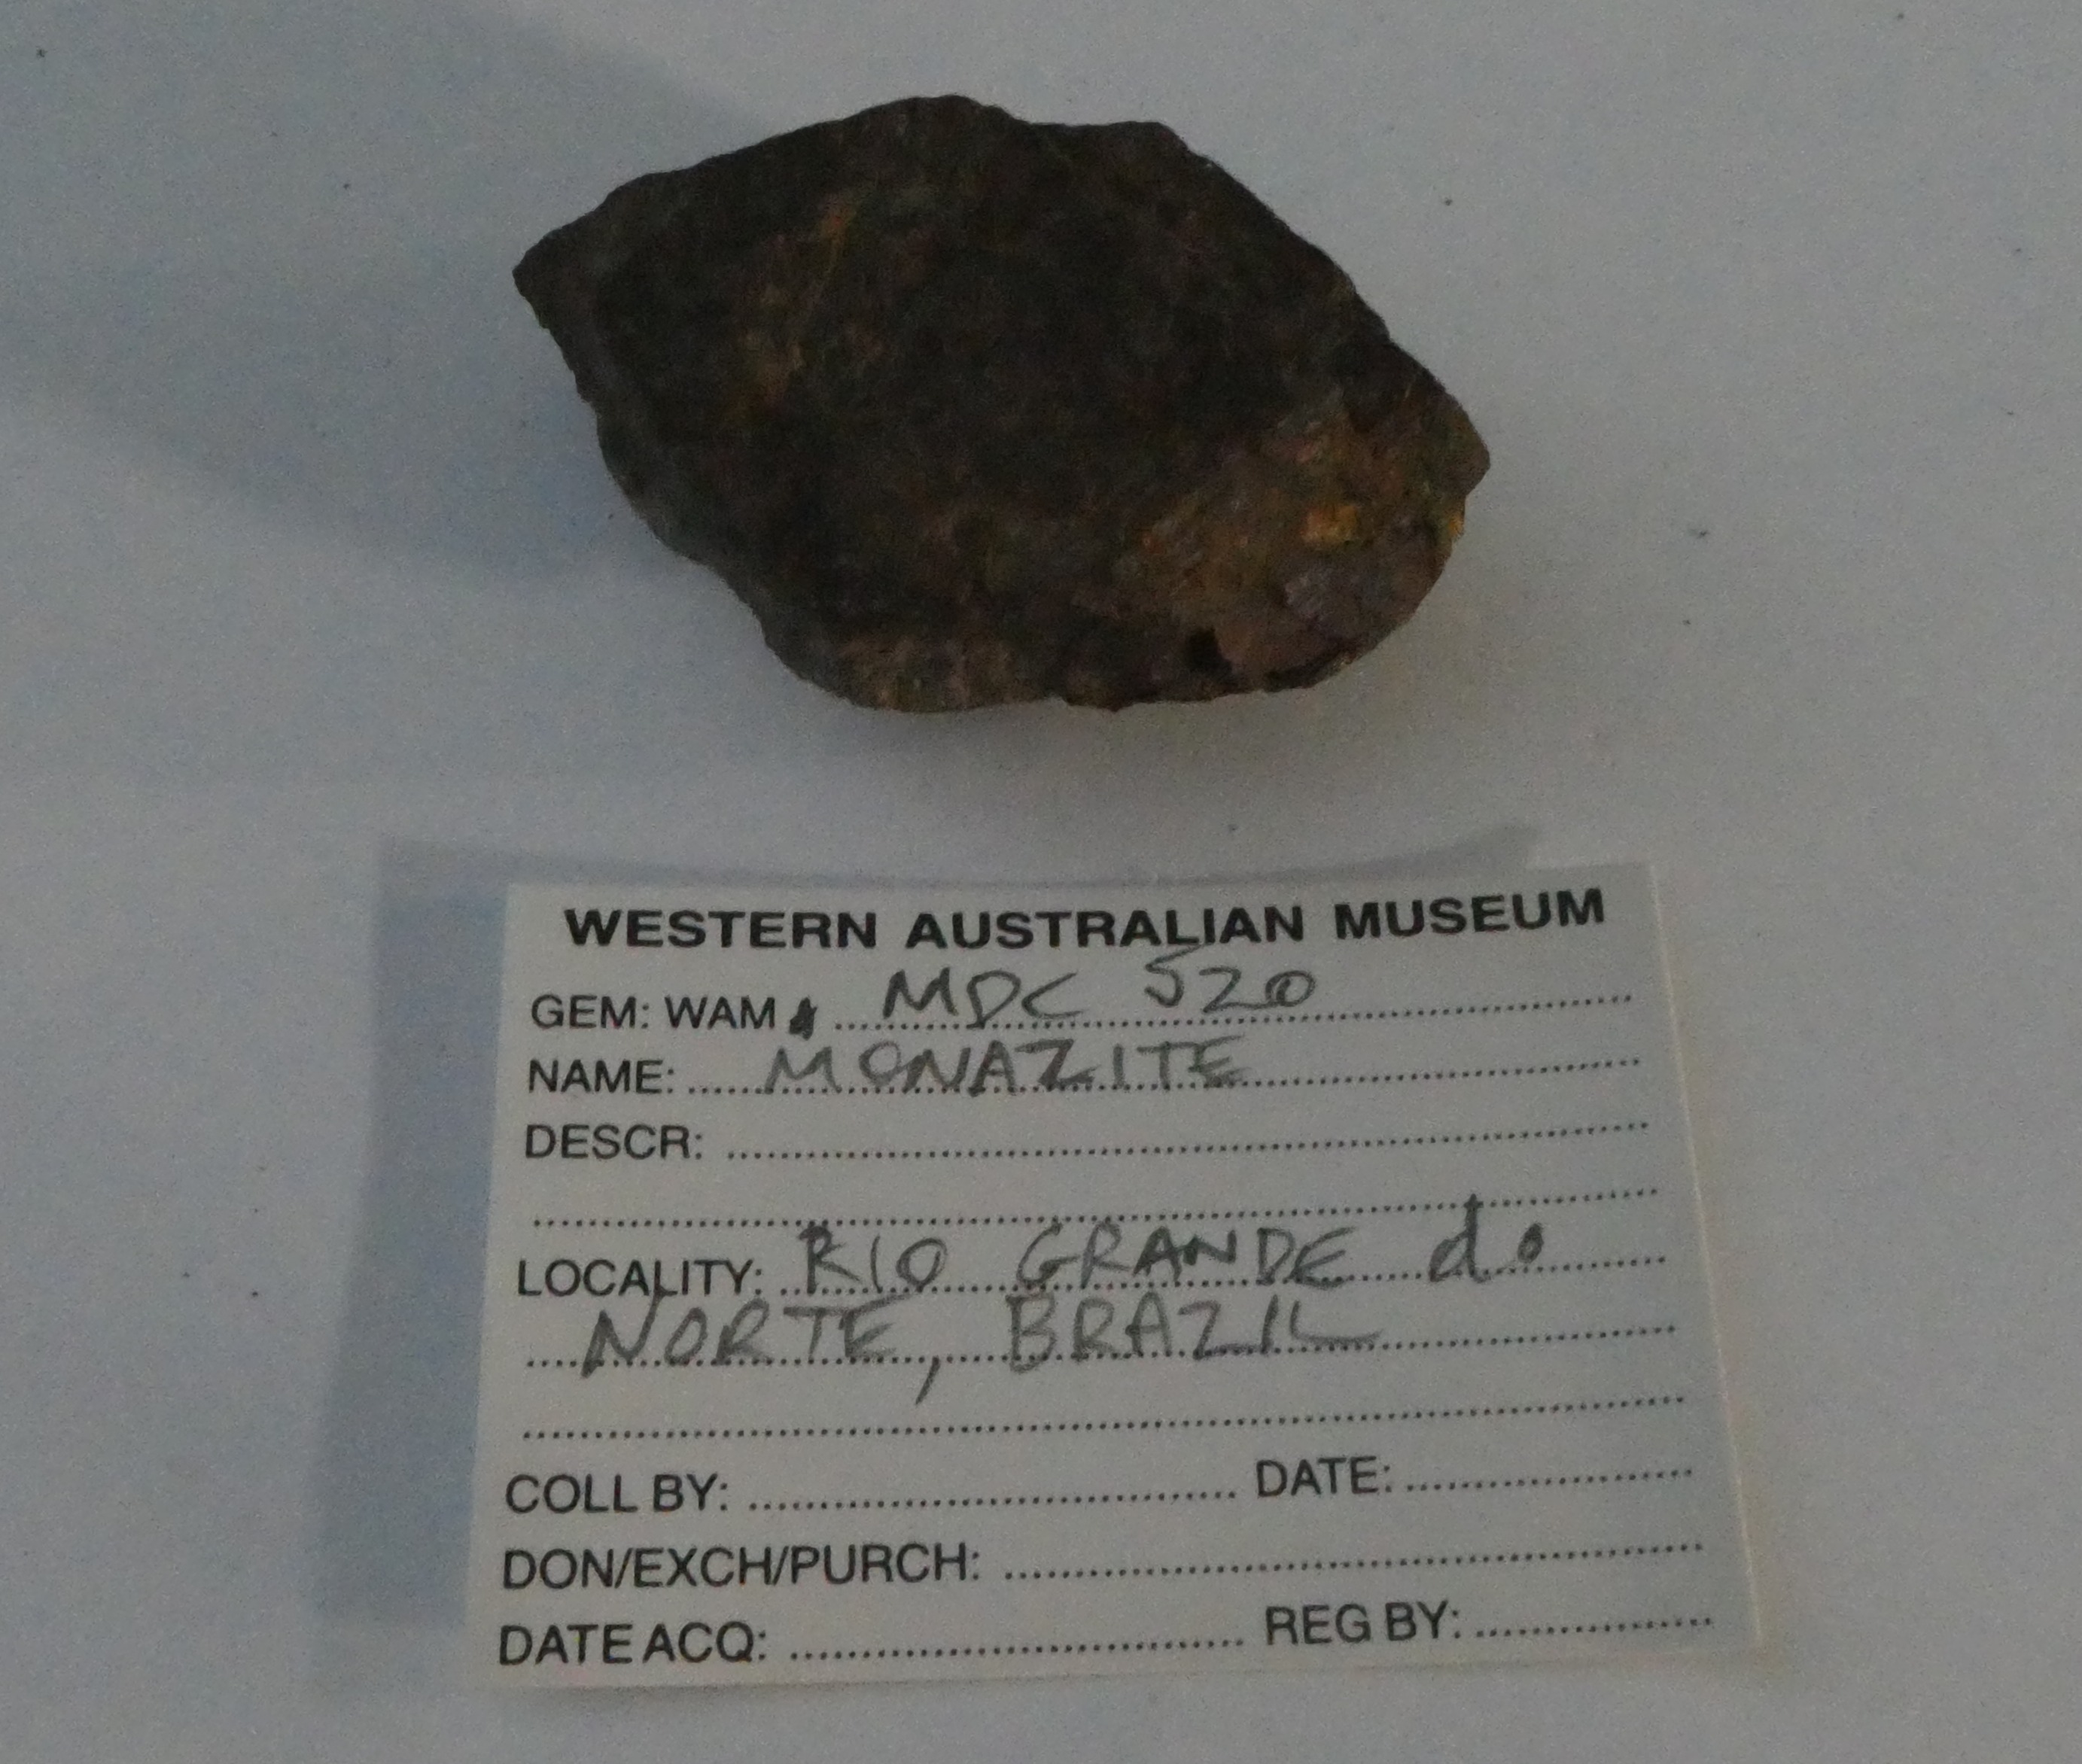 WESTERN AUSTRALIAN MUSEUM
GEM: WAM MDC 520
NAME: MONAZITE
DESCR:
LOCALITY: RIO GRANDE do
NORTE, BRAZIL
COLL BY: DATE:
DON/EXCH/PURCH:
DATE ACQ: REG BY: